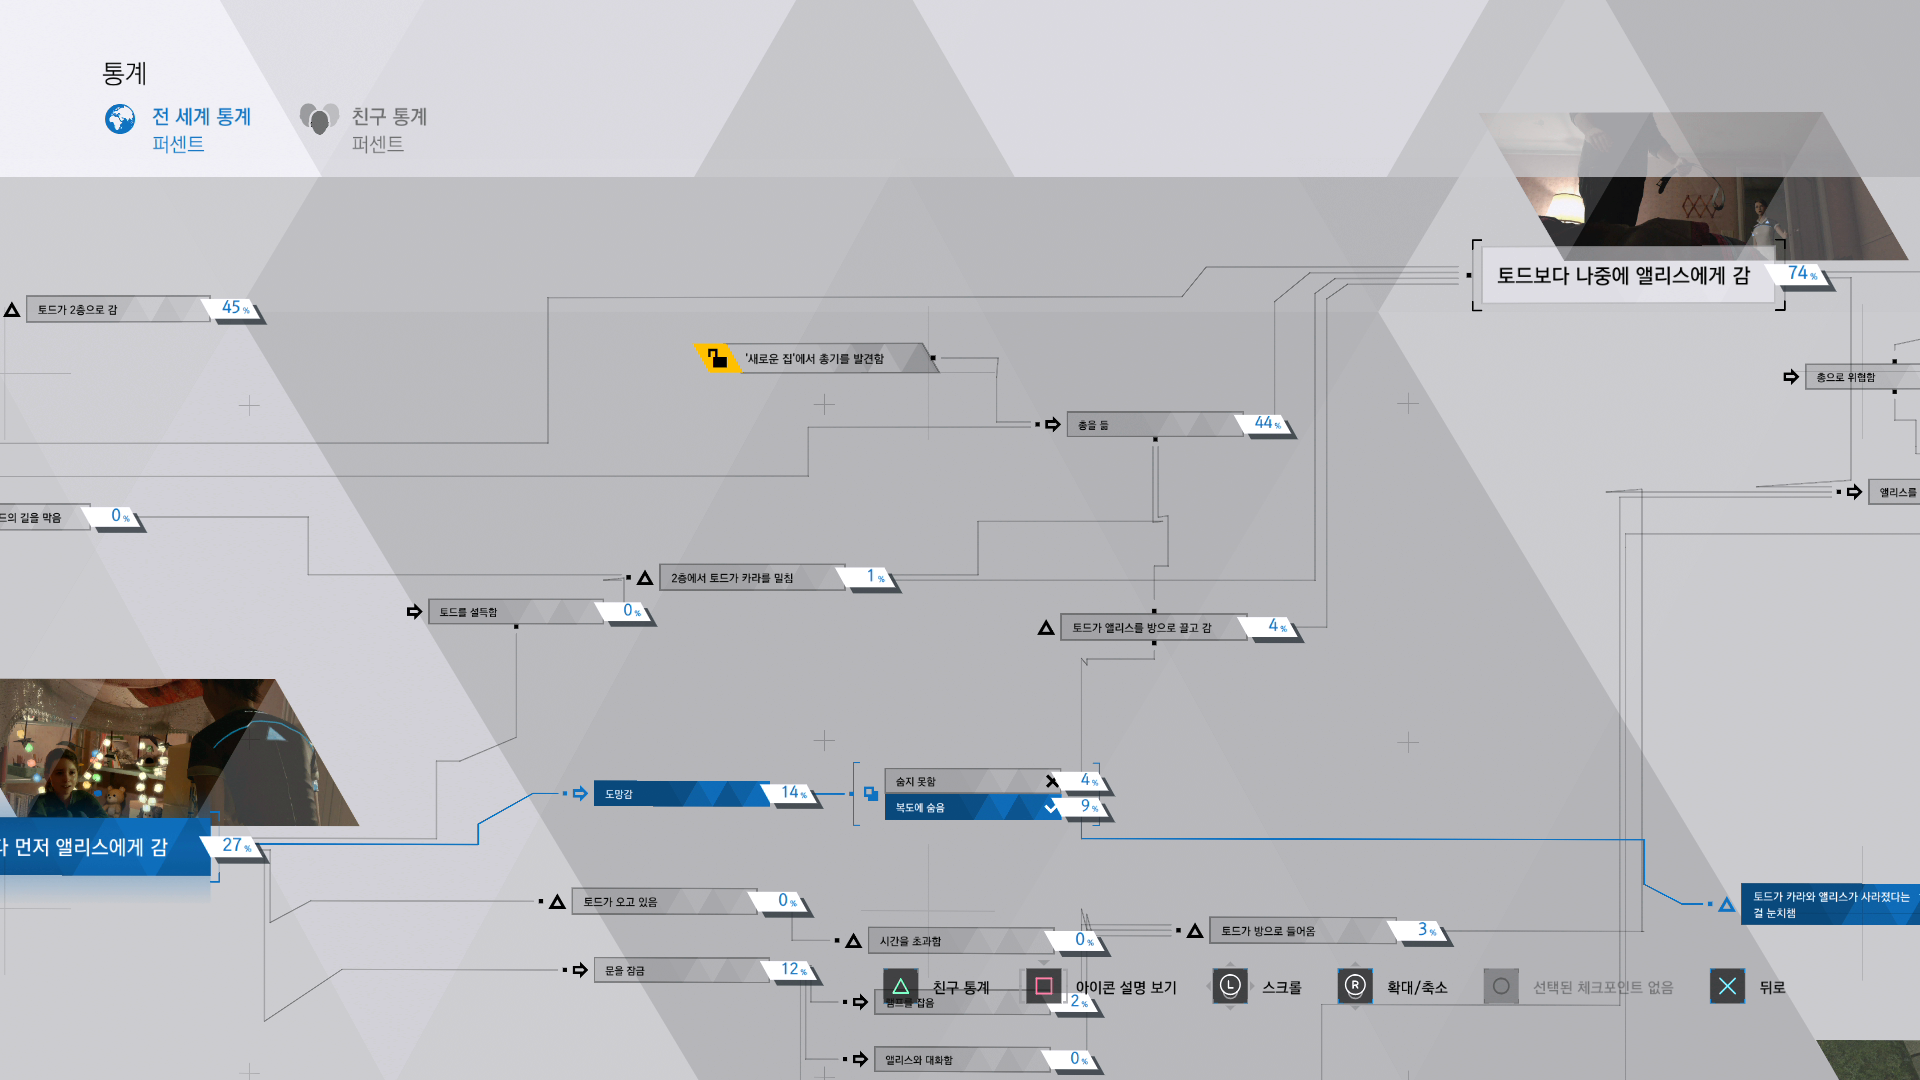 통계
전 세계 통계
퍼센트
친구 통계
퍼센트
토드보다 나중에 앨리스에게 감
74%
토드가 2층으로 감
45%
'새로운 집'에서 총기를 발견함
총으로 위협함
총을 듦
44%
앨리스를
드의 길을 막음
0%
2층에서 토드가 카라를 밀침
1%
토드를 설득함
0%
토드가 앨리스를 방으로 끌고 감
4%
도망감
14%
숨지 못함
4%
복도에 숨음
9%
다 먼저 앨리스에게 감
27%
토드가 카라와 앨리스가 사라졌다는
걸 눈치챔
토드가 오고 있음
0%
시간을 초과함
0%
토드가 방으로 들어옴
3%
문을 잠금
12%
램프를 잡음
2%
앨리스와 대화함
0%
친구 통계
아이콘 설명 보기
L
스크롤
R
확대/축소
선택된 체크포인트 없음
뒤로